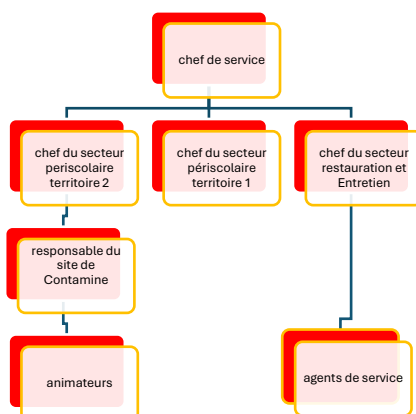 chef de service
chef du secteur
periscolaire
territoire 2
chef du secteur
périscolaire
territoire 1
chef du secteur
restauration et
Entretien
responsable du
site de
Contamine
animateurs
agents de service